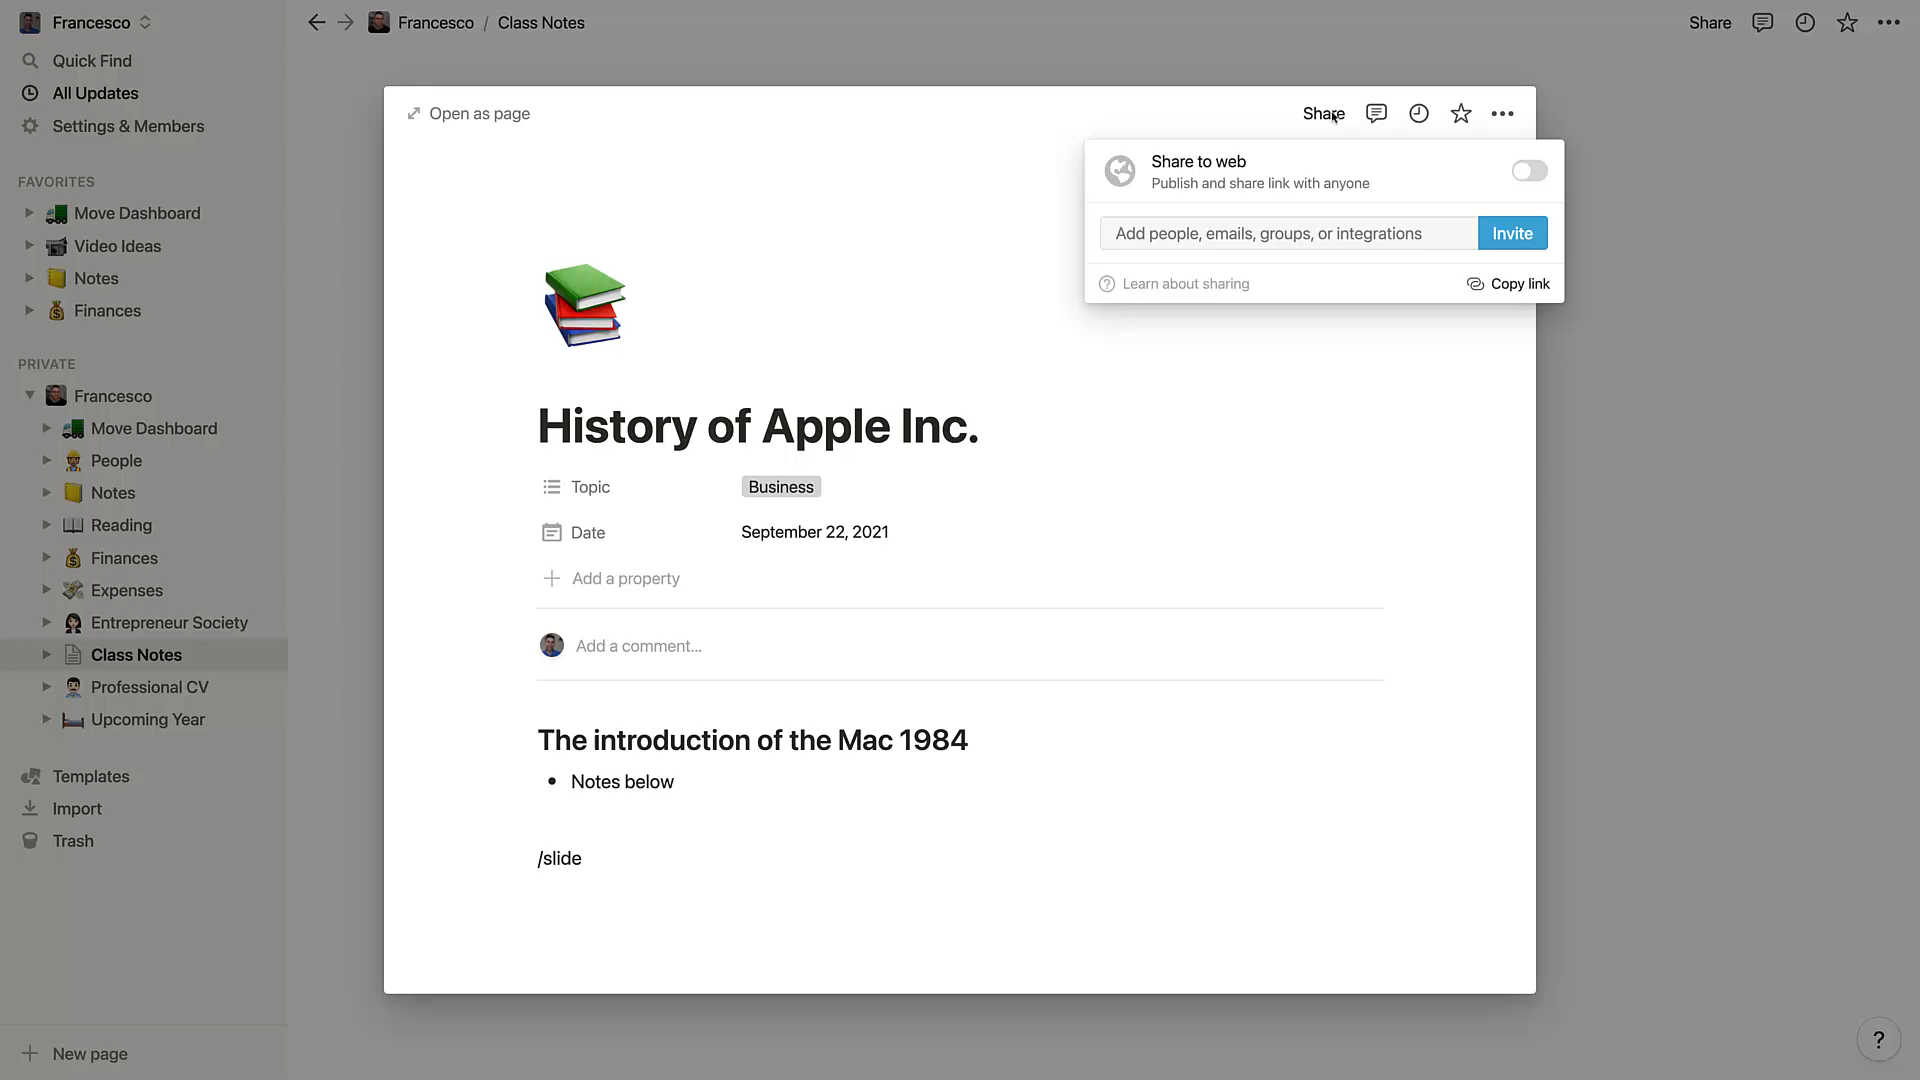 Francesco
Francesco / Class Notes
Share
Quick Find
All Updates
Settings & Members
FAVORITES
Move Dashboard
Video Ideas
Notes
Finances
PRIVATE
Francesco
Move Dashboard
People
Notes
Reading
Finances
Expenses
Entrepreneur Society
Class Notes
Professional CV
Upcoming Year
Templates
Import
Trash
New page
Open as page
Share
Share to web
Publish and share link with anyone
Add people, emails, groups, or integrations
Invite
? Learn about sharing
Copy link
History of Apple Inc.
Topic Business
Date September 22, 2021
Add a property
Add a comment...
The introduction of the Mac 1984
• Notes below
/slide
?